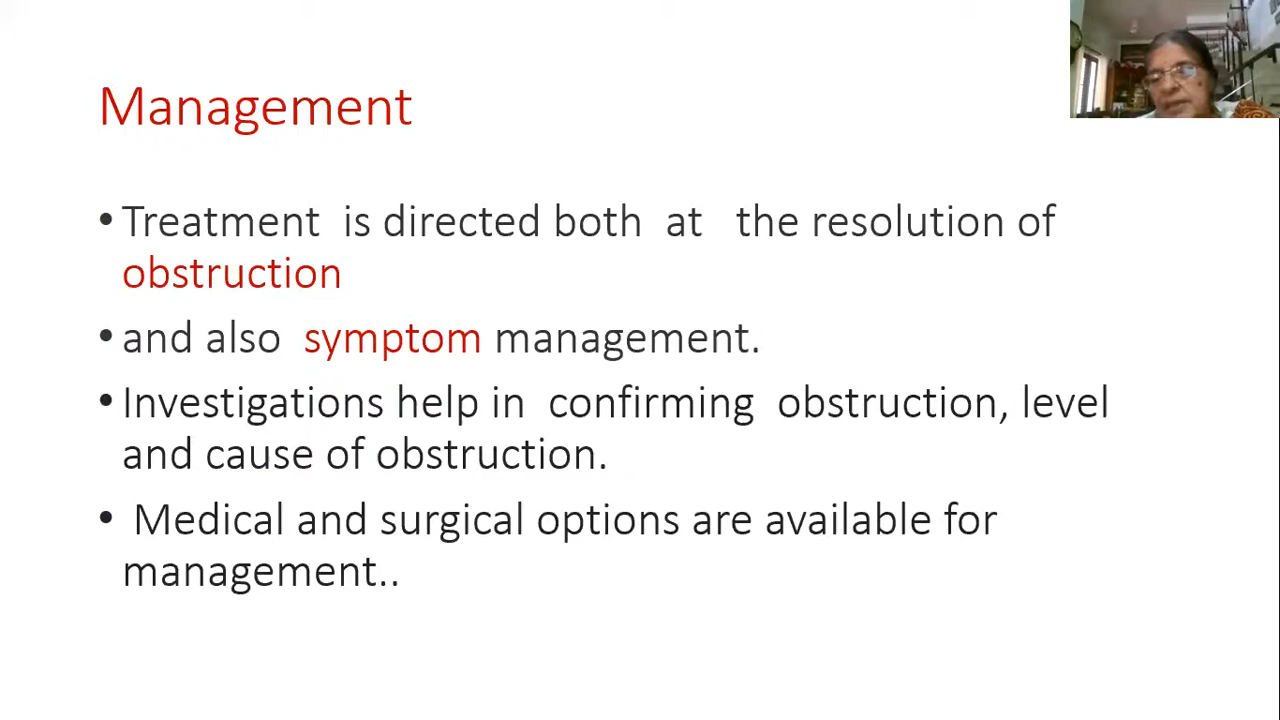 Management
•Treatment is directed both at the resolution of
obstruction
•and also symptom management.
•Investigations help in confirming obstruction, level
and cause of obstruction.
• Medical and surgical options are available for
management..